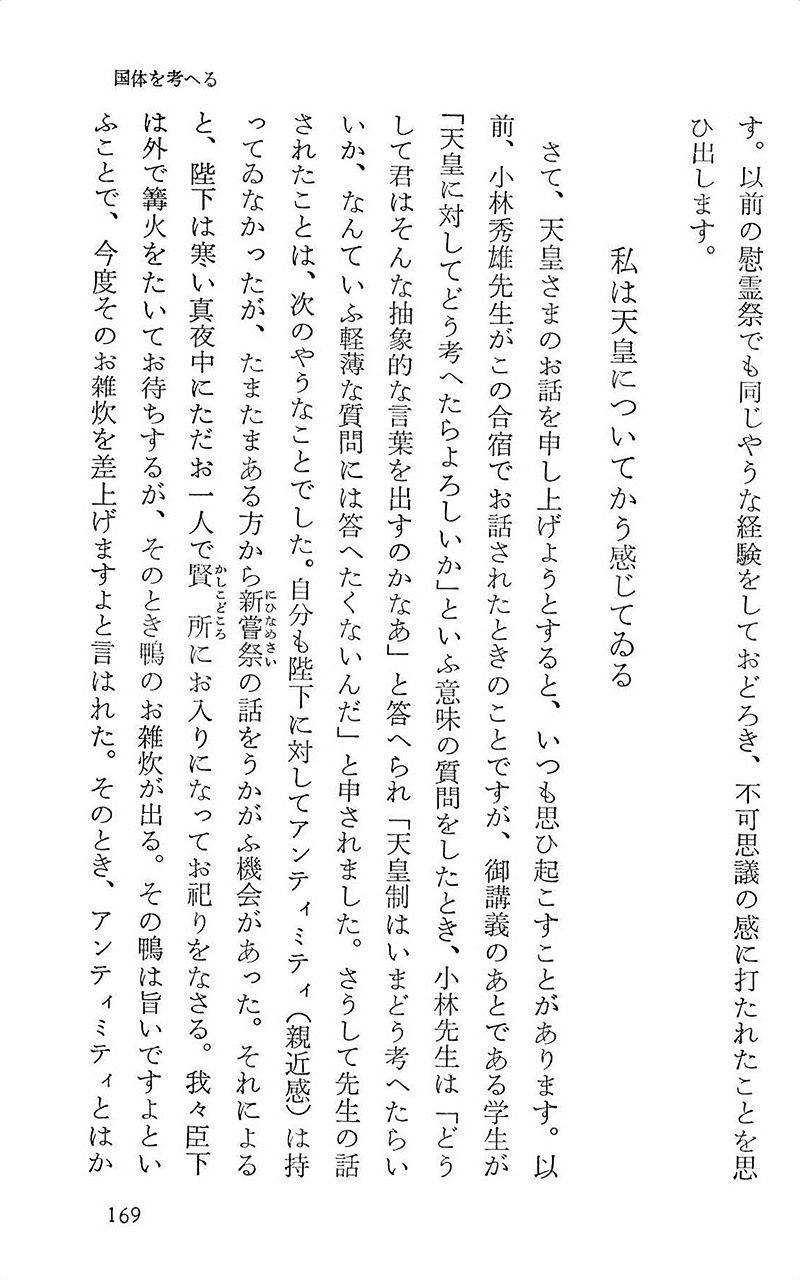 国体を考へる
す。以前の慰霊祭でも同じやうな経験をしておどろき、不可思議の感に打たれたことを思
ひ出します。
私は天皇についてかう感じてゐる
さて、天皇さまのお話を申し上げようとすると、いつも思ひ起こすことがあります。以
前、小林秀雄先生がこの合宿でお話されたときのことですが、御講義のあとである学生が
「天皇に対してどう考へたらよろしいか」といふ意味の質問をしたとき、小林先生は「どう
して君はそんな抽象的な言葉を出すのかなあ」と答へられ「天皇制はいまどう考へたらい
いか、なんていふ軽薄な質問には答へたくないんだ」と申されました。さうして先生の話
されたことは、次のやうなことでした。自分も陛下に対してアンティミティ(親近感)は持
ってゐなかったが、たまたまある方から新嘗祭の話をうかがふ機会があった。それによる
にひなめさい
と、陛下は寒い真夜中にただお一人で賢所にお入りになってお祀りをなさる。我々臣下
かしこどころ
は外で篝火をたいてお待ちするが、そのとき鴨のお雑炊が出る。その鴨は旨いですよとい
ふことで、今度そのお雑炊を差上げますよと言はれた。そのとき、アンティミティとはか
169